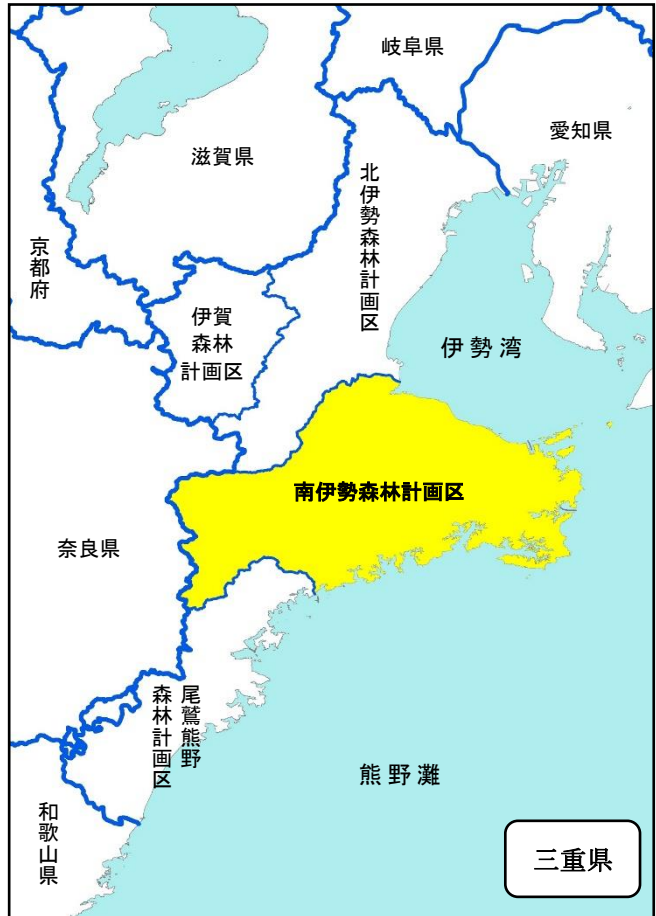 岐阜県
愛知県
滋賀県
北伊勢森林計画区
京都府
伊賀
森林
計画区
伊勢湾
南伊勢森林計画区
奈良県
尾鷲熊野
森林計画区
熊野灘
和歌山県
三重県